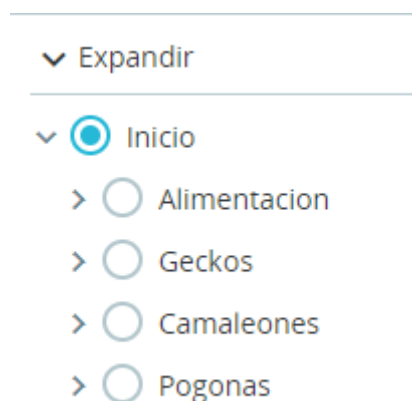 Expandir
Inicio
Alimentacion
Geckos
Camaleones
Pogonas